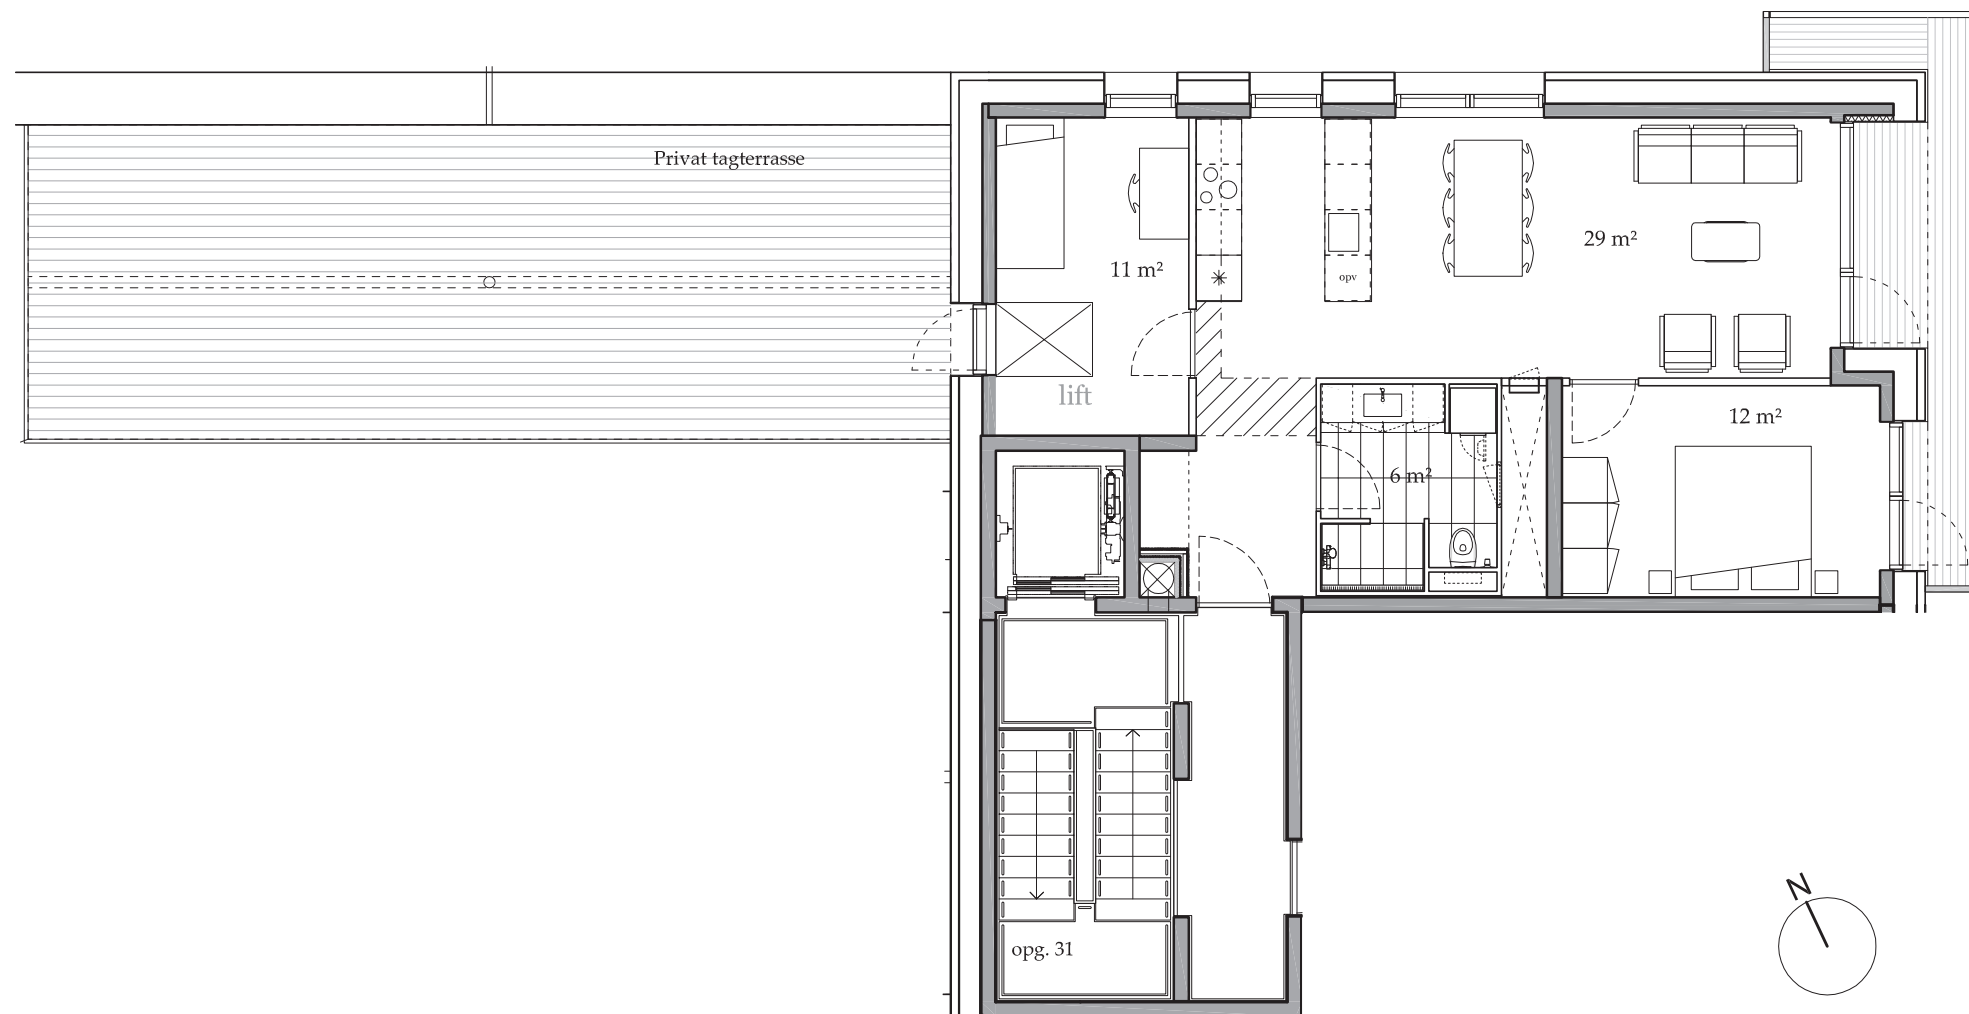 Privat tagterrasse
29 m²
11 m²
opv
lift
12 m²
6 m²
N
opg. 31